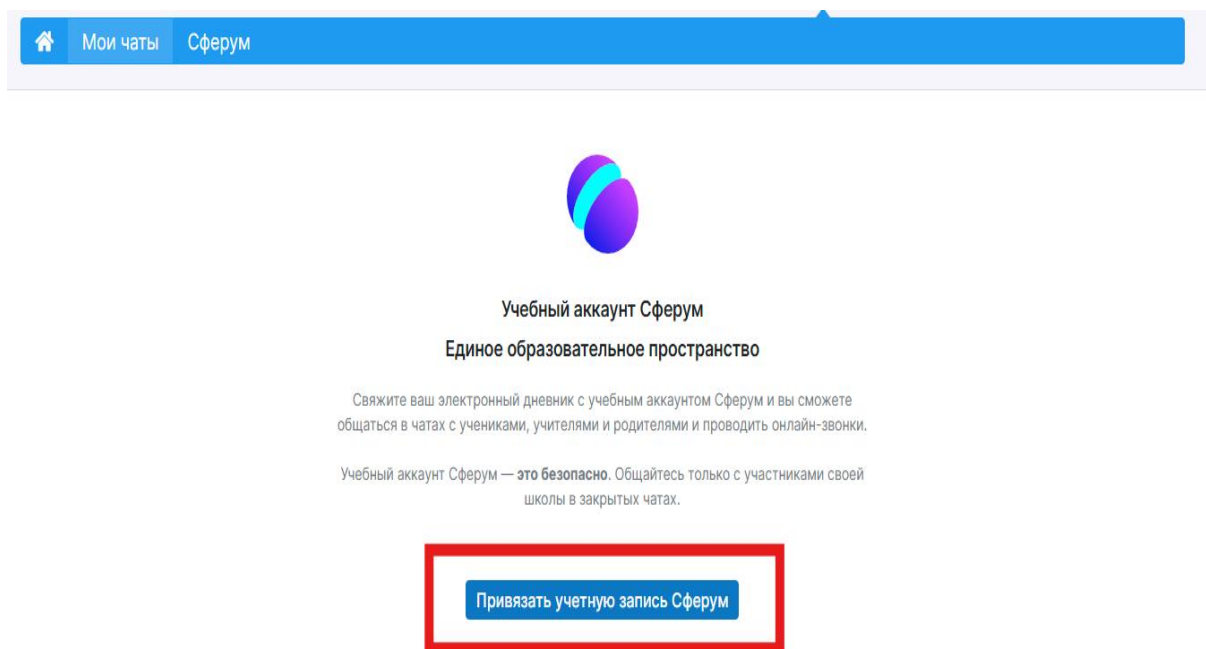 Мои чаты Сферум
Учебный аккаунт Сферум
Единое образовательное пространство
Свяжите ваш электронный дневник с учебным аккаунтом Сферум и вы сможете
общаться в чатах с учениками, учителями и родителями и проводить онлайн-звонки.
Учебный аккаунт Сферум — это безопасно. Общайтесь только с участниками своей
школы в закрытых чатах.
Привязать учетную запись Сферум